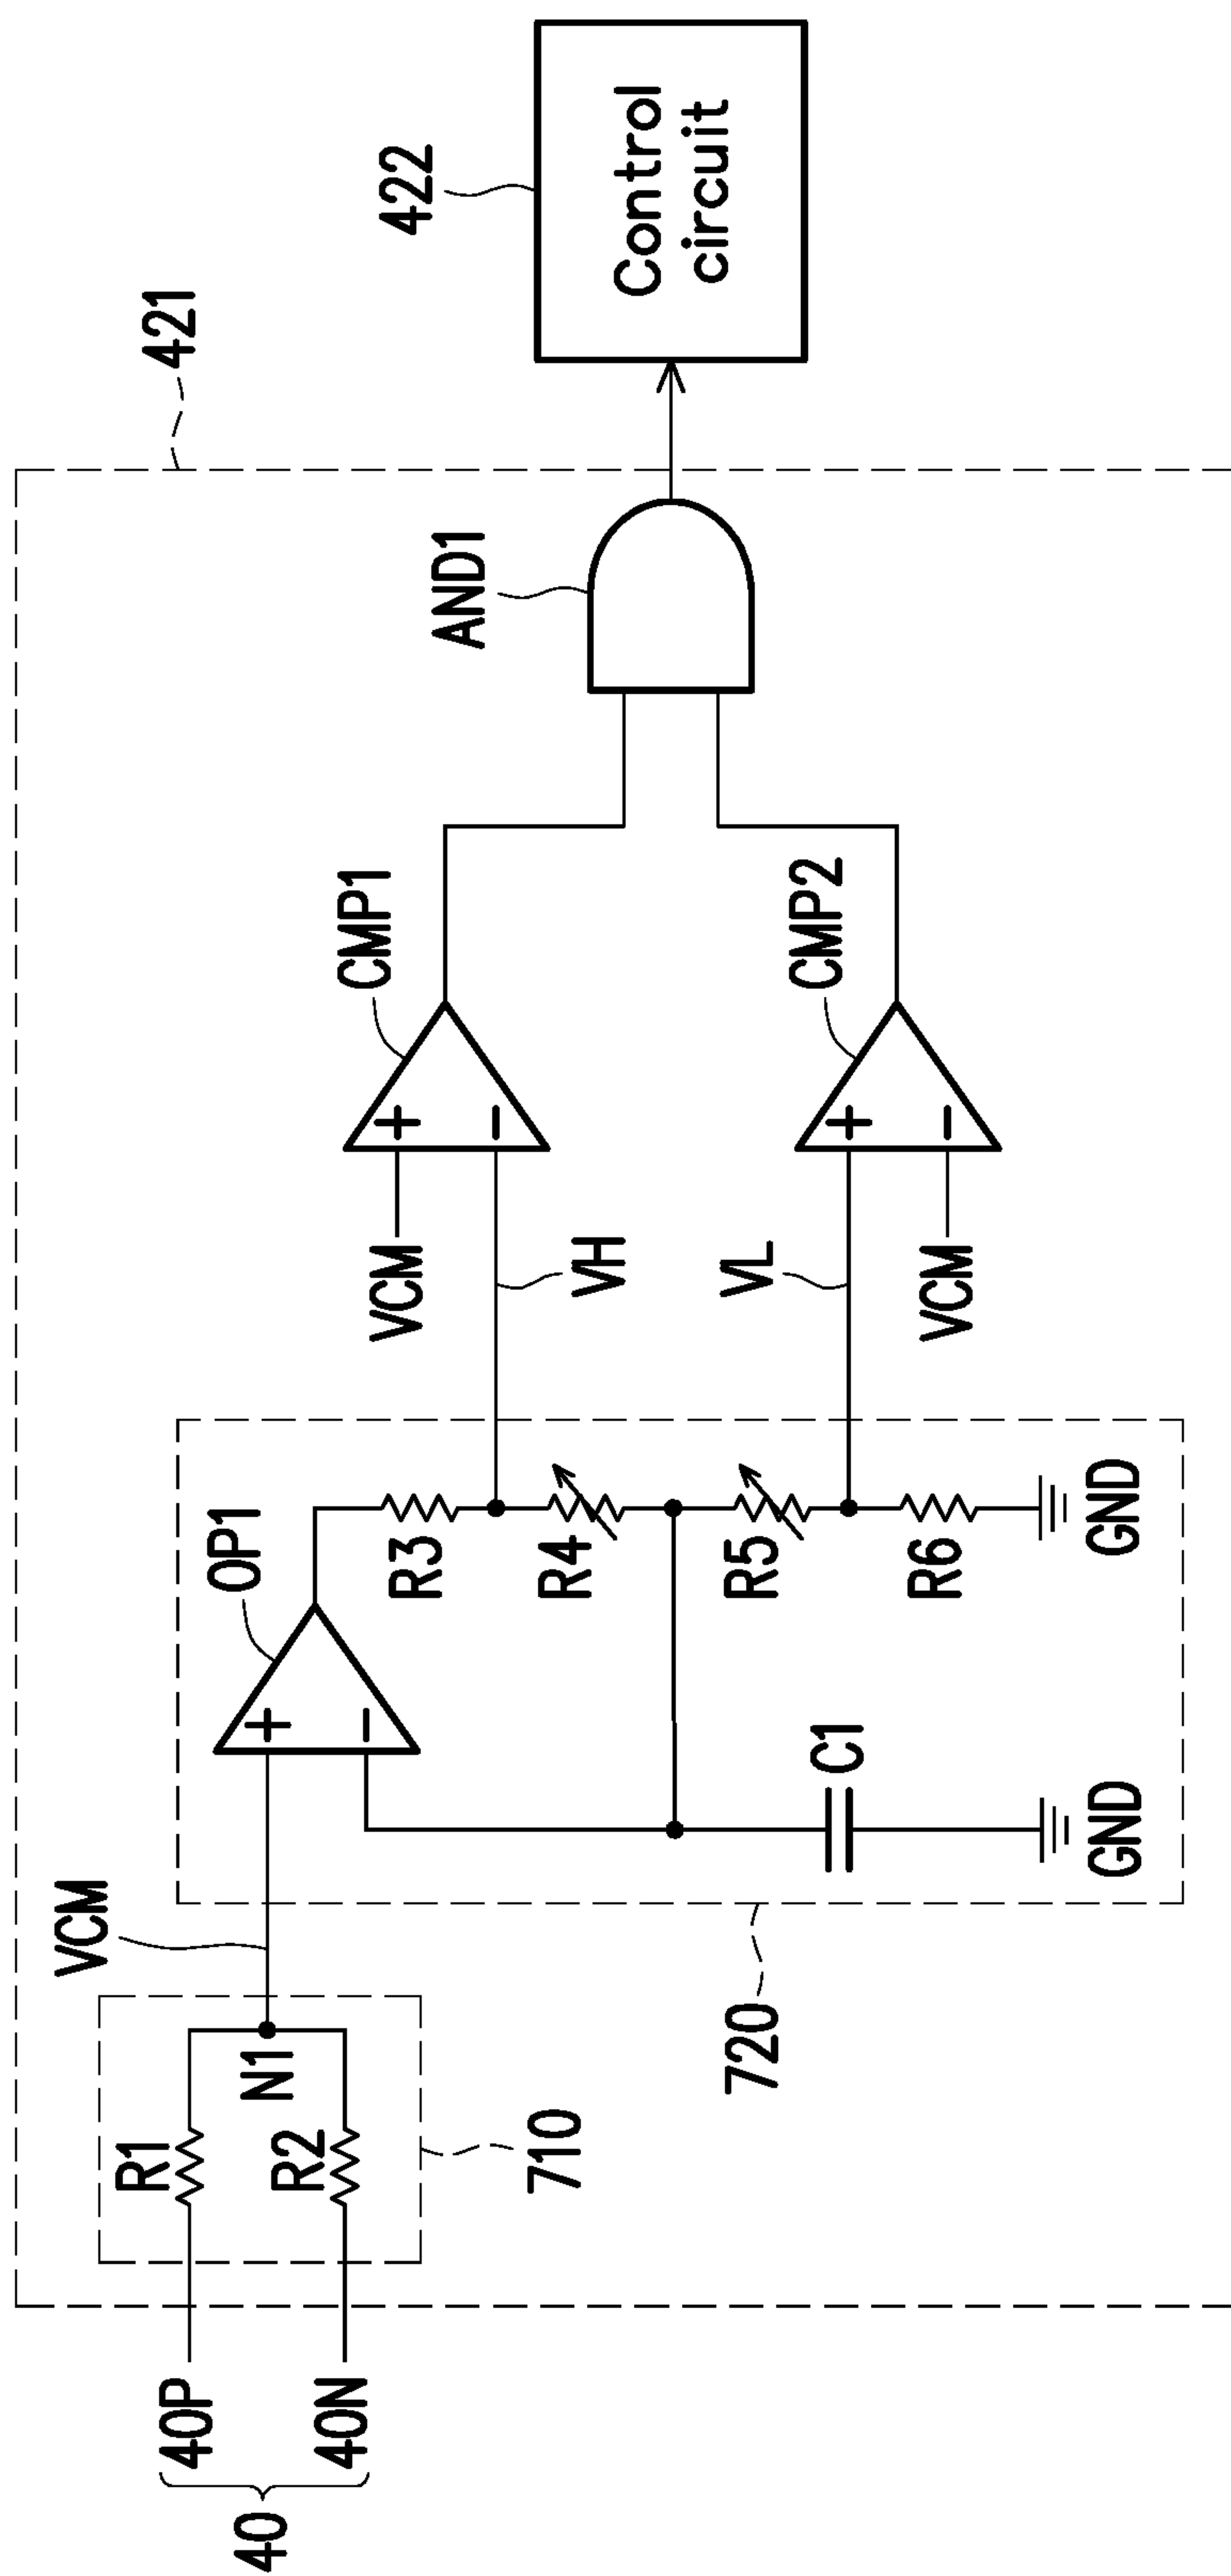 421
422
Control
circuit
AND1
CMP1
CMP2
VCM
VH
VL
VCM
OP1
R3
R4
R5
R6
GND
C1
GND
VCM
720
N1
R1
R2
710
40P
40N
40
+
-
+
-
+
-